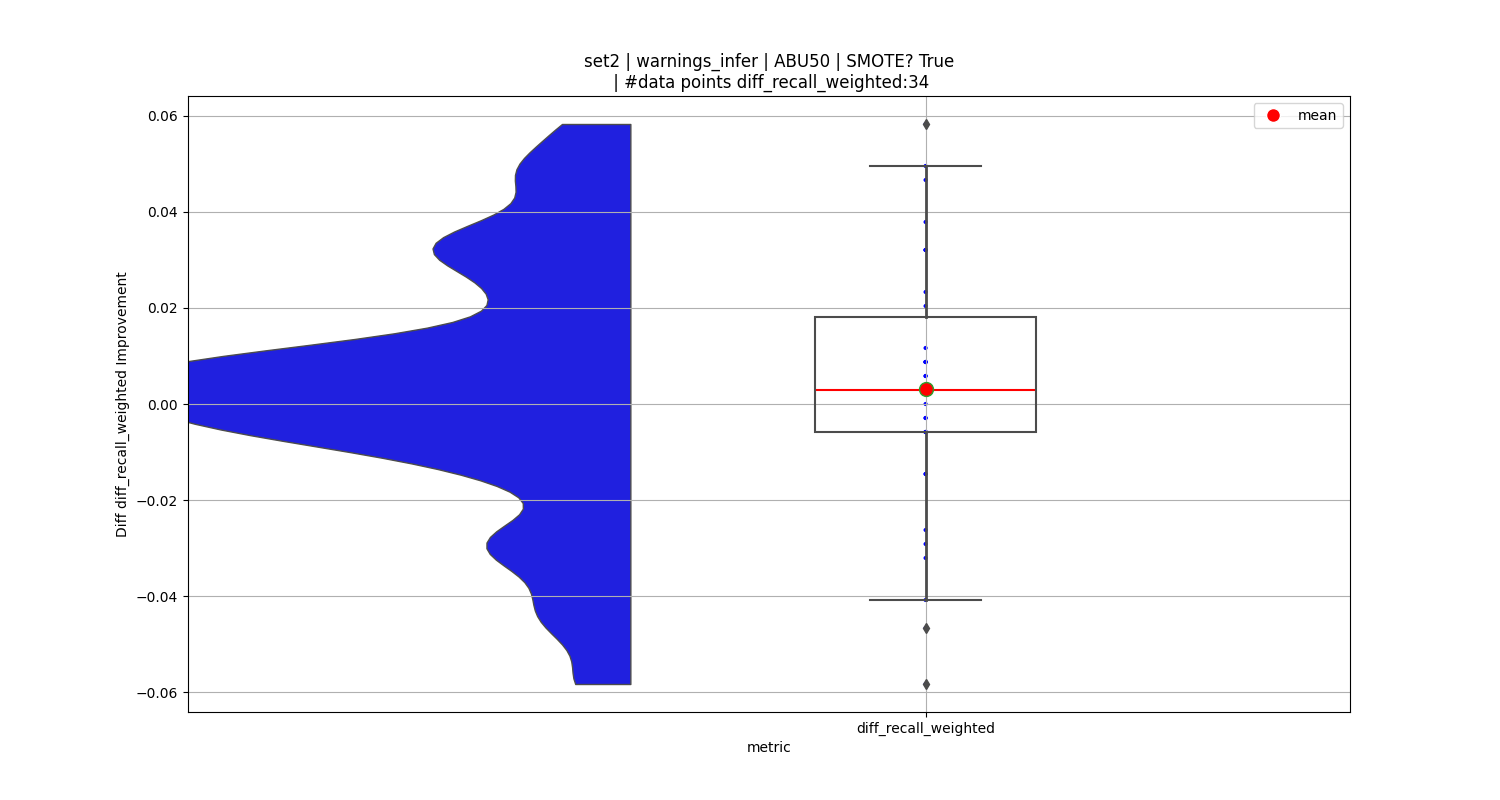 set2 | warnings_infer | ABU50 | SMOTE? True
| #data points diff_recall_weighted:34
mean
0.06
0.04
0.02
0.00
−0.02
−0.04
−0.06
Diff diff_recall_weighted Improvement
diff_recall_weighted
metric